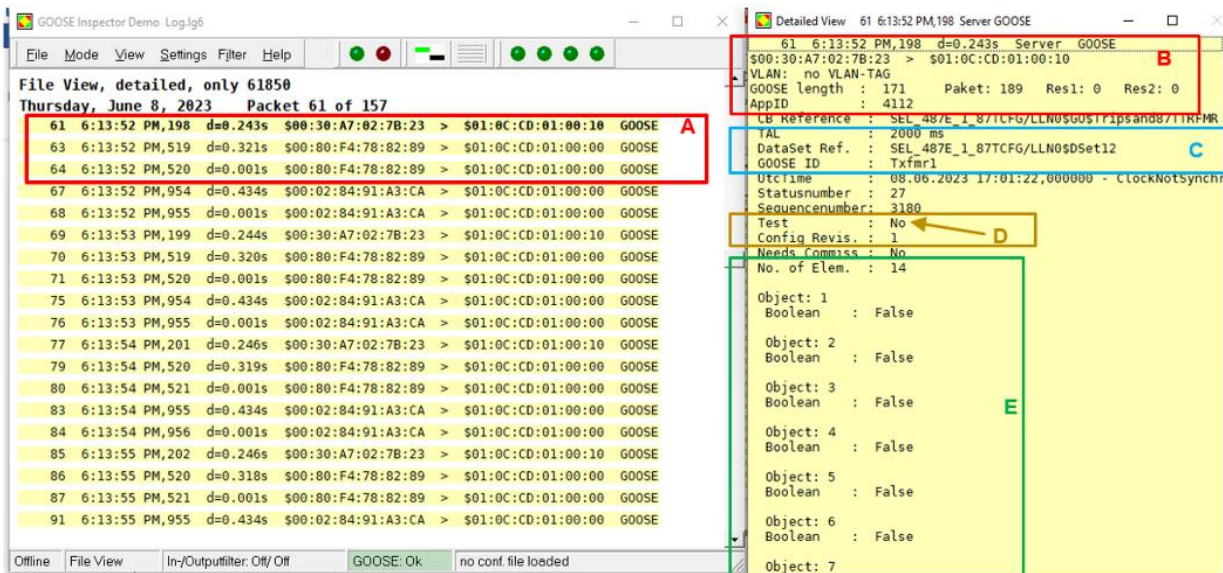 GOOSE Inspector Demo Log.lg6
File Mode View Settings Filter Help
File View, detailed, only 61850
Thursday, June 8, 2023 Packet 61 of 157
61 6:13:52 PM,198 d=0.243s $00:30:A7:02:7B:23 > $01:0C:CD:01:00:10 GOOSE A
63 6:13:52 PM,519 d=0.321s $00:80:F4:78:82:89 > $01:0C:CD:01:00:00 GOOSE
64 6:13:52 PM,520 d=0.001s $00:80:F4:78:82:89 > $01:0C:CD:01:00:00 GOOSE
67 6:13:52 PM,954 d=0.434s $00:02:84:91:A3:CA > $01:0C:CD:01:00:00 GOOSE
68 6:13:52 PM,955 d=0.001s $00:02:84:91:A3:CA > $01:0C:CD:01:00:00 GOOSE
69 6:13:53 PM,199 d=0.244s $00:30:A7:02:7B:23 > $01:0C:CD:01:00:10 GOOSE
70 6:13:53 PM,519 d=0.320s $00:80:F4:78:82:89 > $01:0C:CD:01:00:00 GOOSE
71 6:13:53 PM,520 d=0.001s $00:80:F4:78:82:89 > $01:0C:CD:01:00:00 GOOSE
75 6:13:53 PM,954 d=0.434s $00:02:84:91:A3:CA > $01:0C:CD:01:00:00 GOOSE
76 6:13:53 PM,955 d=0.001s $00:02:84:91:A3:CA > $01:0C:CD:01:00:00 GOOSE
77 6:13:54 PM,201 d=0.246s $00:30:A7:02:7B:23 > $01:0C:CD:01:00:10 GOOSE
79 6:13:54 PM,520 d=0.319s $00:80:F4:78:82:89 > $01:0C:CD:01:00:00 GOOSE
80 6:13:54 PM,521 d=0.001s $00:80:F4:78:82:89 > $01:0C:CD:01:00:00 GOOSE
83 6:13:54 PM,955 d=0.434s $00:02:84:91:A3:CA > $01:0C:CD:01:00:00 GOOSE
84 6:13:54 PM,956 d=0.001s $00:02:84:91:A3:CA > $01:0C:CD:01:00:00 GOOSE
85 6:13:55 PM,202 d=0.246s $00:30:A7:02:7B:23 > $01:0C:CD:01:00:10 GOOSE
86 6:13:55 PM,520 d=0.318s $00:80:F4:78:82:89 > $01:0C:CD:01:00:00 GOOSE
87 6:13:55 PM,521 d=0.001s $00:80:F4:78:82:89 > $01:0C:CD:01:00:00 GOOSE
91 6:13:55 PM,955 d=0.434s $00:02:84:91:A3:CA > $01:0C:CD:01:00:00 GOOSE
Offline File View In-/Outputfilter: Off/ Off GOOSE: Ok no conf. file loaded
Detailed View 61 6:13:52 PM,198 Server GOOSE
61 6:13:52 PM,198 d=0.243s Server GOOSE
$00:30:A7:02:7B:23 > $01:0C:CD:01:00:10 B
VLAN: no VLAN-TAG
GOOSE length : 171 Paket: 189 Res1: 0 Res2: 0
AppID : 4112
CB Reference : SEL_487E_1_87TCFG/LLN0$GO$Tripsand87TTRFMR
TAL : 2000 ms
DataSet Ref. : SEL_487E_1_87TCFG/LLN0$DSet12 C
GOOSE ID : Txfmr1
UtcTime : 08.06.2023 17:01:22,000000 - ClockNotSynchr
Statusnumber : 27
Sequencenumber: 3180
Test : No
D
Config Revis. : 1
Needs Commiss : No
No. of Elem. : 14
Object: 1
Boolean : False
Object: 2
Boolean : False
Object: 3
Boolean : False
E
Object: 4
Boolean : False
Object: 5
Boolean : False
Object: 6
Boolean : False
Object: 7